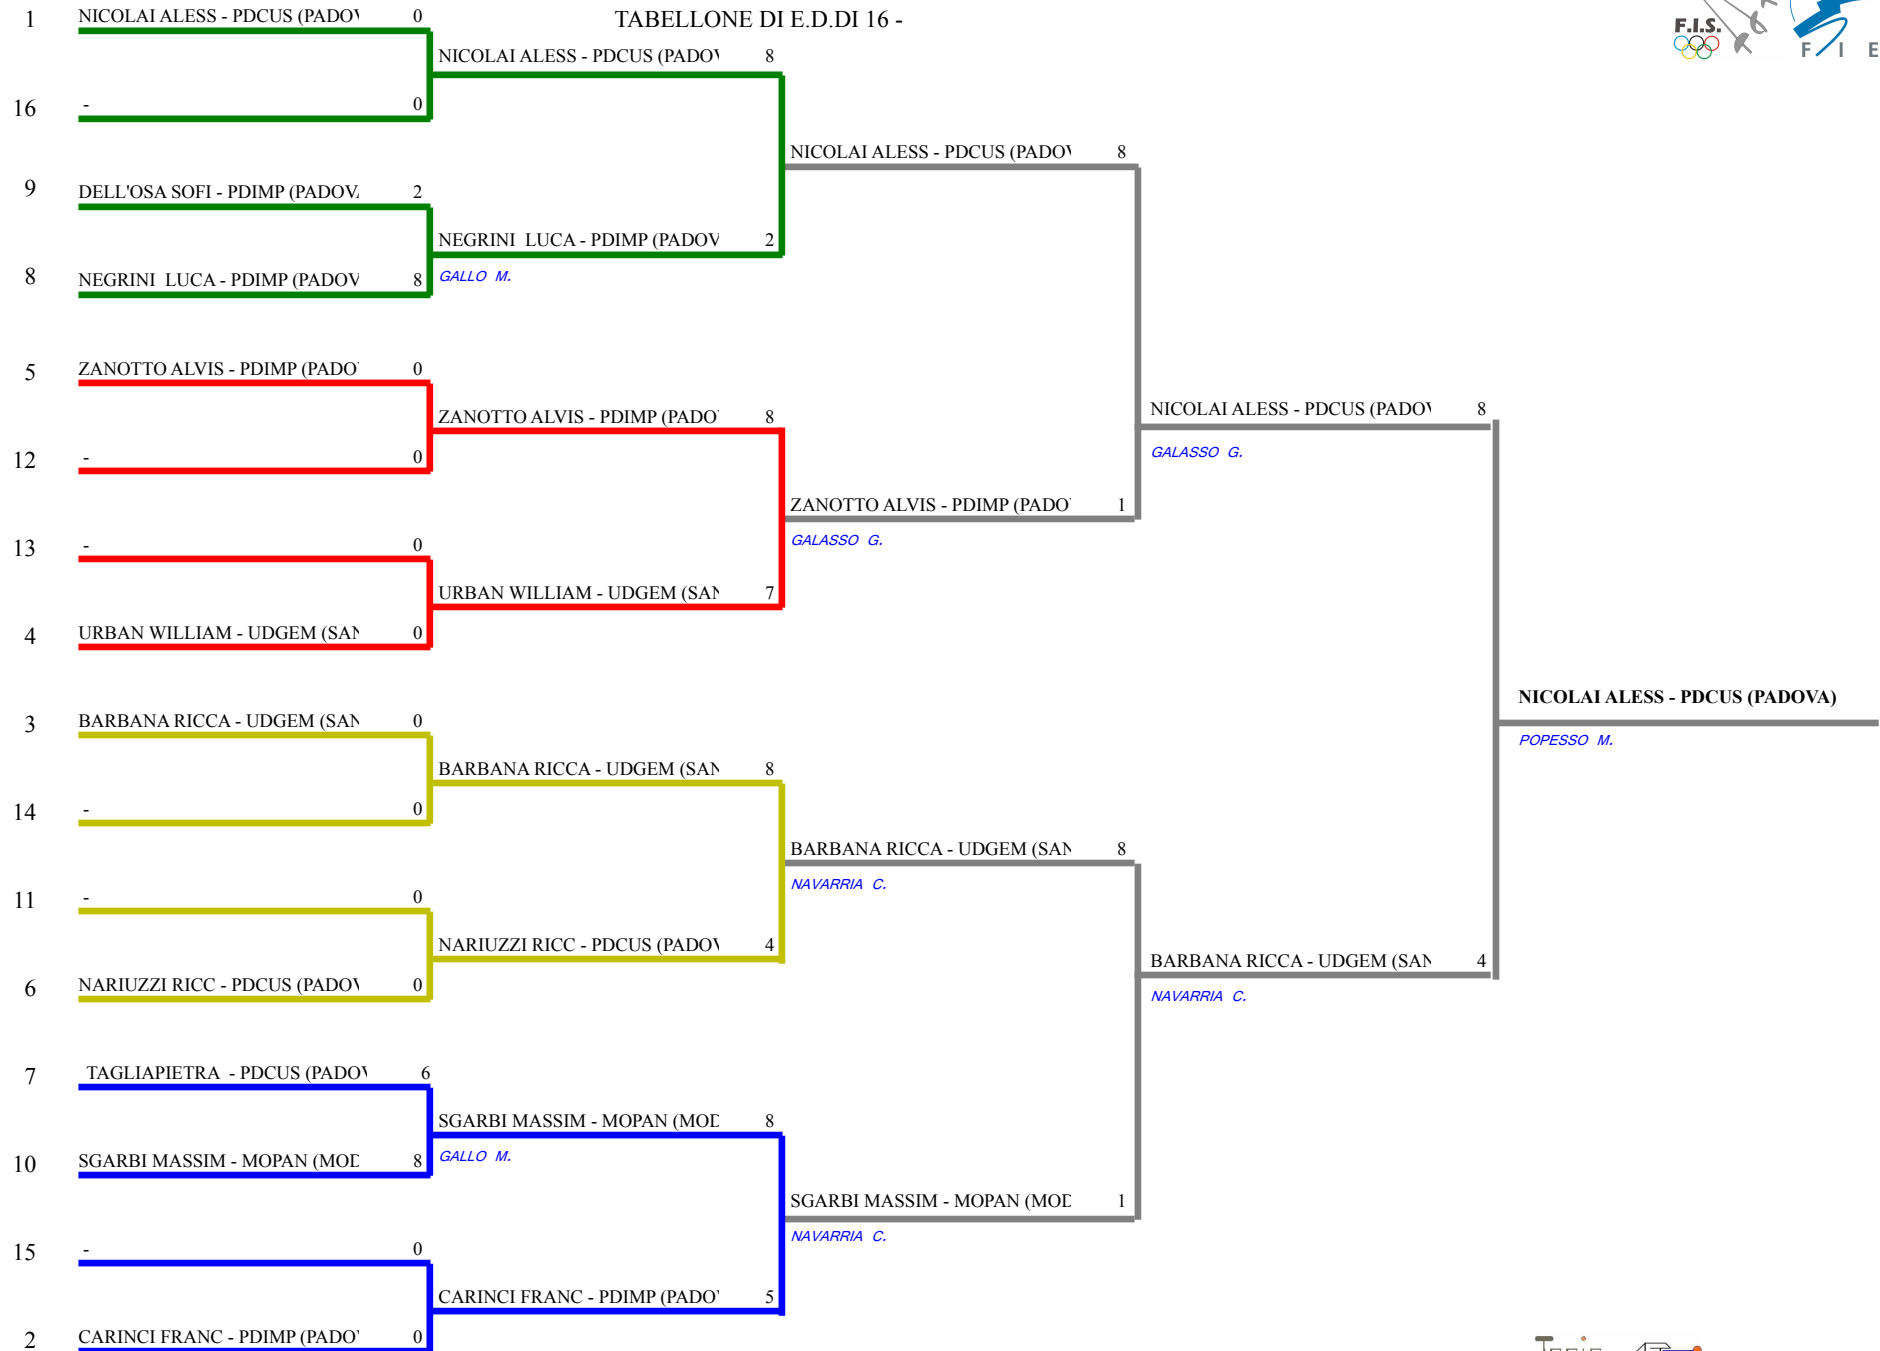 TABELLONE DI E.D.DI 16 -
F.I.S.
F I E
1 NICOLAI ALESS - PDCUS (PADOV 0
NICOLAI ALESS - PDCUS (PADOV 8
16 - 0
NICOLAI ALESS - PDCUS (PADOV 8
9 DELL'OSA SOFI - PDIMP (PADOVA 2
NEGRINI LUCA - PDIMP (PADOV 2
GALLO M.
8 NEGRINI LUCA - PDIMP (PADOV 8
5 ZANOTTO ALVIS - PDIMP (PADO 0
NICOLAI ALESS - PDCUS (PADOV 8
GALASSO G.
ZANOTTO ALVIS - PDIMP (PADO 8
12 - 0
ZANOTTO ALVIS - PDIMP (PADO 1
GALASSO G.
13 - 0
URBAN WILLIAM - UDGEM (SAN 7
4 URBAN WILLIAM - UDGEM (SAN 0
NICOLAI ALESS - PDCUS (PADOVA)
POPESSO M.
3 BARBANA RICCA - UDGEM (SAN 0
BARBANA RICCA - UDGEM (SAN 8
14 - 0
BARBANA RICCA - UDGEM (SAN 8
NAVARRIA C.
11 - 0
NARIUZZI RICC - PDCUS (PADOV 4
BARBANA RICCA - UDGEM (SAN 4
NAVARRIA C.
6 NARIUZZI RICC - PDCUS (PADOV 0
7 TAGLIAPIETRA - PDCUS (PADOV 6
SGARBI MASSIM - MOPAN (MOD 8
GALLO M.
10 SGARBI MASSIM - MOPAN (MOD 8
SGARBI MASSIM - MOPAN (MOD 1
NAVARRIA C.
15 - 0
CARINCI FRANC - PDIMP (PADO 5
2 CARINCI FRANC - PDIMP (PADO 0